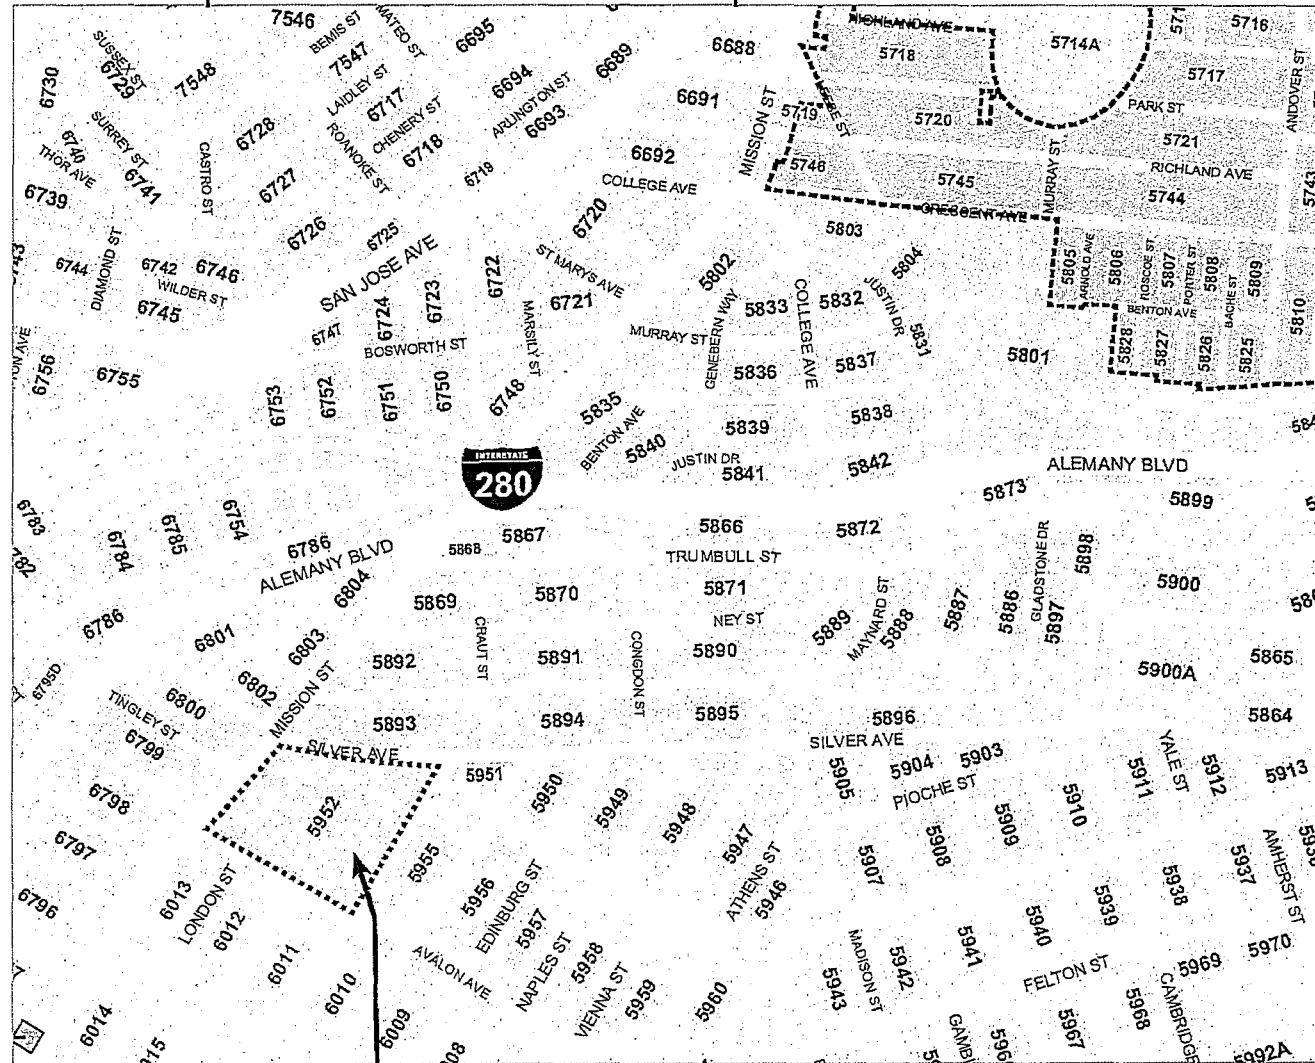 7546
BEMIS ST
MATEO ST
6695
6688
RICHLAND AVE
5718
5714A
571
5716
SUSSEX ST
6729
6730
7548
7547
LAIDLEY ST
6717
CHENERY ST
6694
6689
ARLINGTON ST
6693
6691
MISSION ST
5719
5720
5717
PARK ST
5721
ANDOVER ST
SURREY ST
6740
6741
THOR AVE
6739
CASTRO ST
6728
6727
ROANOKE ST
6718
6719
6692
COLLEGE AVE
5746
5745
MURRAY ST
RICHLAND AVE
5744
5743
CRESCENT AVE
6726
6725
SAN JOSE AVE
6720
ST MARYS AVE
5803
5802
5804
5805
ARNOLD AVE
5806
ROSCOE ST
5807
PORTER ST
5808
BACHE ST
5809
5810
BENTON AVE
6743
6744
DIAMOND ST
6742
6746
WILDER ST
6745
6747
6724
6723
6722
6721
MARSILY ST
BOSWORTH ST
MURRAY ST
GENEBERN WAY
5833
COLLEGE AVE
5832
JUSTIN DR
5831
5801
5828
5827
5826
5825
TON AVE
6756
6755
6753
6752
6751
6750
6748
5835
5836
5837
BENTON AVE
5840
5839
5838
JUSTIN DR
5841
5842
584
INTERSTATE
280
ALEMANY BLVD
5873
5899
6783
782
6784
6785
6754
6786
ALEMANY BLVD
6804
5868
5867
5866
TRUMBULL ST
5872
5871
NEY ST
5869
5870
GLADSTONE DR
5898
5900
586
6786
6801
6803
6802
6800
6795D
TINGLEY ST
6799
MISSION ST
5892
CRAUT ST
5891
CONGDON ST
5890
5889
MAYNARD ST
5888
5887
5886
5897
5900A
5865
5864
5893
5894
5895
5896
SILVER AVE
SILVER AVE
5951
5950
5949
5948
5947
5905
5904
5903
PIOCHE ST
5910
5911
YALE ST
5912
5913
5952
5955
6798
6797
6796
6013
LONDON ST
6012
6011
6010
6009
5956
EDINBURG ST
5957
AVALON AVE
NAPLES ST
5958
VIENNA ST
5959
5960
ATHENS ST
5946
5907
5908
5909
5939
5938
5937
AMHERST ST
5936
MADISON ST
5943
5942
5941
5940
FELTON ST
5969
5970
CAMBRIDGE
5968
5967
GAMBI
596
5992A
6014